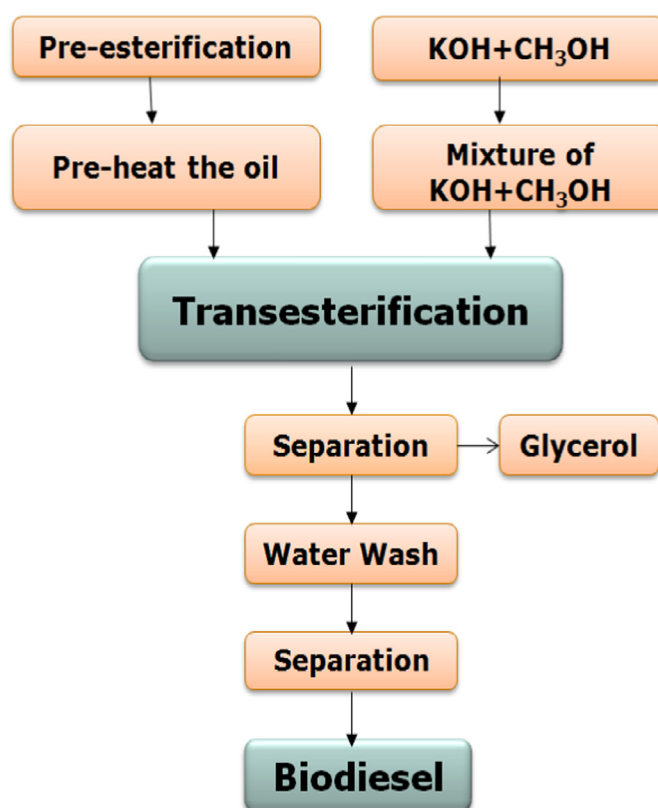 Pre-esterification
KOH+CH₃OH
Pre-heat the oil
Mixture of
KOH+CH₃OH
Transesterification
Separation
Glycerol
Water Wash
Separation
Biodiesel